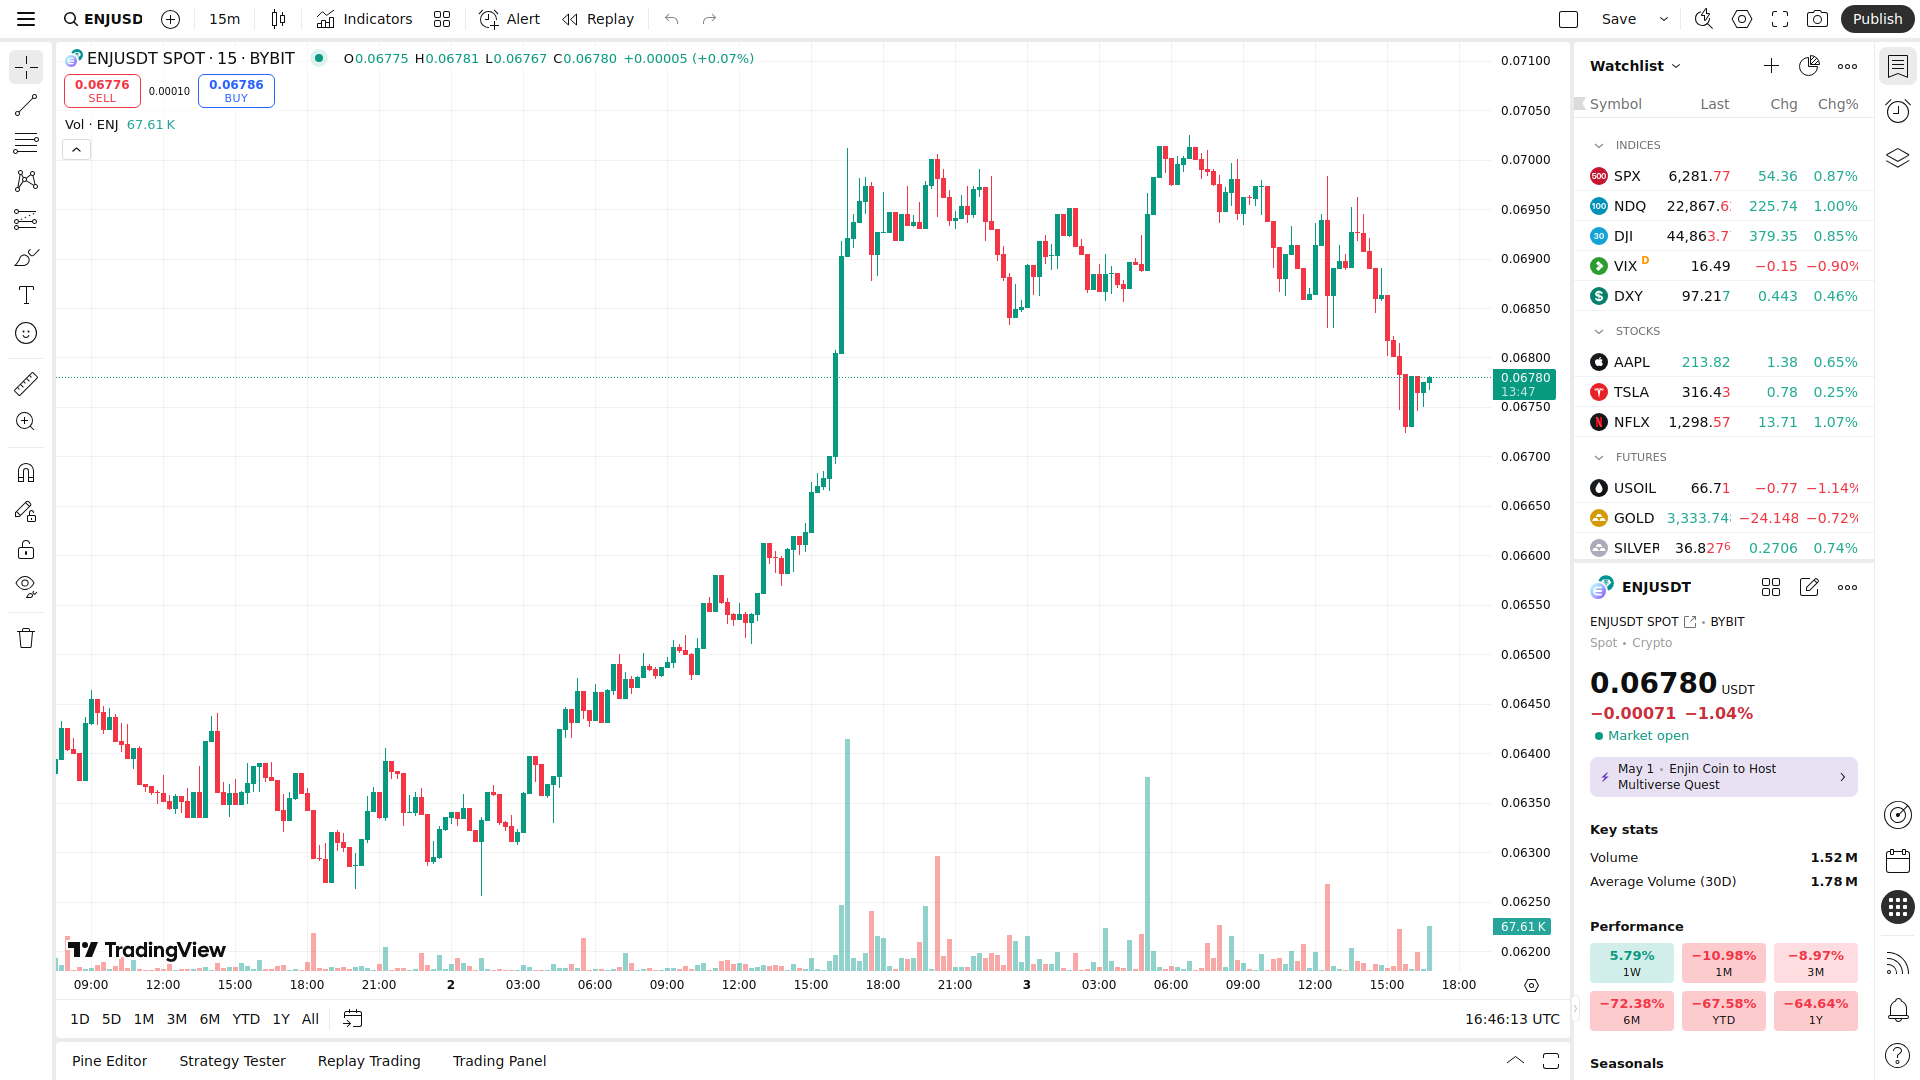 ENJUSD
15m
Indicators
Alert
Replay
Save
Publish
ENJUSDT SPOT · 15 · BYBIT
O0.06775 H0.06781 L0.06767 C0.06780 +0.00005 (+0.07%)
0.06776
SELL
0.00010
0.06786
BUY
Vol · ENJ 67.61 K
0.07100
0.07050
0.07000
0.06950
0.06900
0.06850
0.06800
0.06780
13:47
0.06750
0.06700
0.06650
0.06600
0.06550
0.06500
0.06450
0.06400
0.06350
0.06300
0.06250
67.61 K
0.06200
TradingView
09:00 12:00 15:00 18:00 21:00 2 03:00 06:00 09:00 12:00 15:00 18:00 21:00 3 03:00 06:00 09:00 12:00 15:00 18:00
1D 5D 1M 3M 6M YTD 1Y All
16:46:13 UTC
Pine Editor Strategy Tester Replay Trading Trading Panel
Watchlist
Symbol Last Chg Chg%
INDICES
500 SPX 6,281.77 54.36 0.87%
100 NDQ 22,867.6 225.74 1.00%
30 DJI 44,863.7 379.35 0.85%
VIX D 16.49 −0.15 −0.90%
$ DXY 97.217 0.443 0.46%
STOCKS
AAPL 213.82 1.38 0.65%
TSLA 316.43 0.78 0.25%
N NFLX 1,298.57 13.71 1.07%
FUTURES
USOIL 66.71 −0.77 −1.14%
GOLD 3,333.74 −24.148 −0.72%
SILVER 36.8276 0.2706 0.74%
ENJUSDT
ENJUSDT SPOT • BYBIT
Spot • Crypto
0.06780 USDT
−0.00071 −1.04%
Market open
May 1 • Enjin Coin to Host
Multiverse Quest
Key stats
Volume 1.52 M
Average Volume (30D) 1.78 M
Performance
5.79% −10.98% −8.97%
1W 1M 3M
−72.38% −67.58% −64.64%
6M YTD 1Y
Seasonals